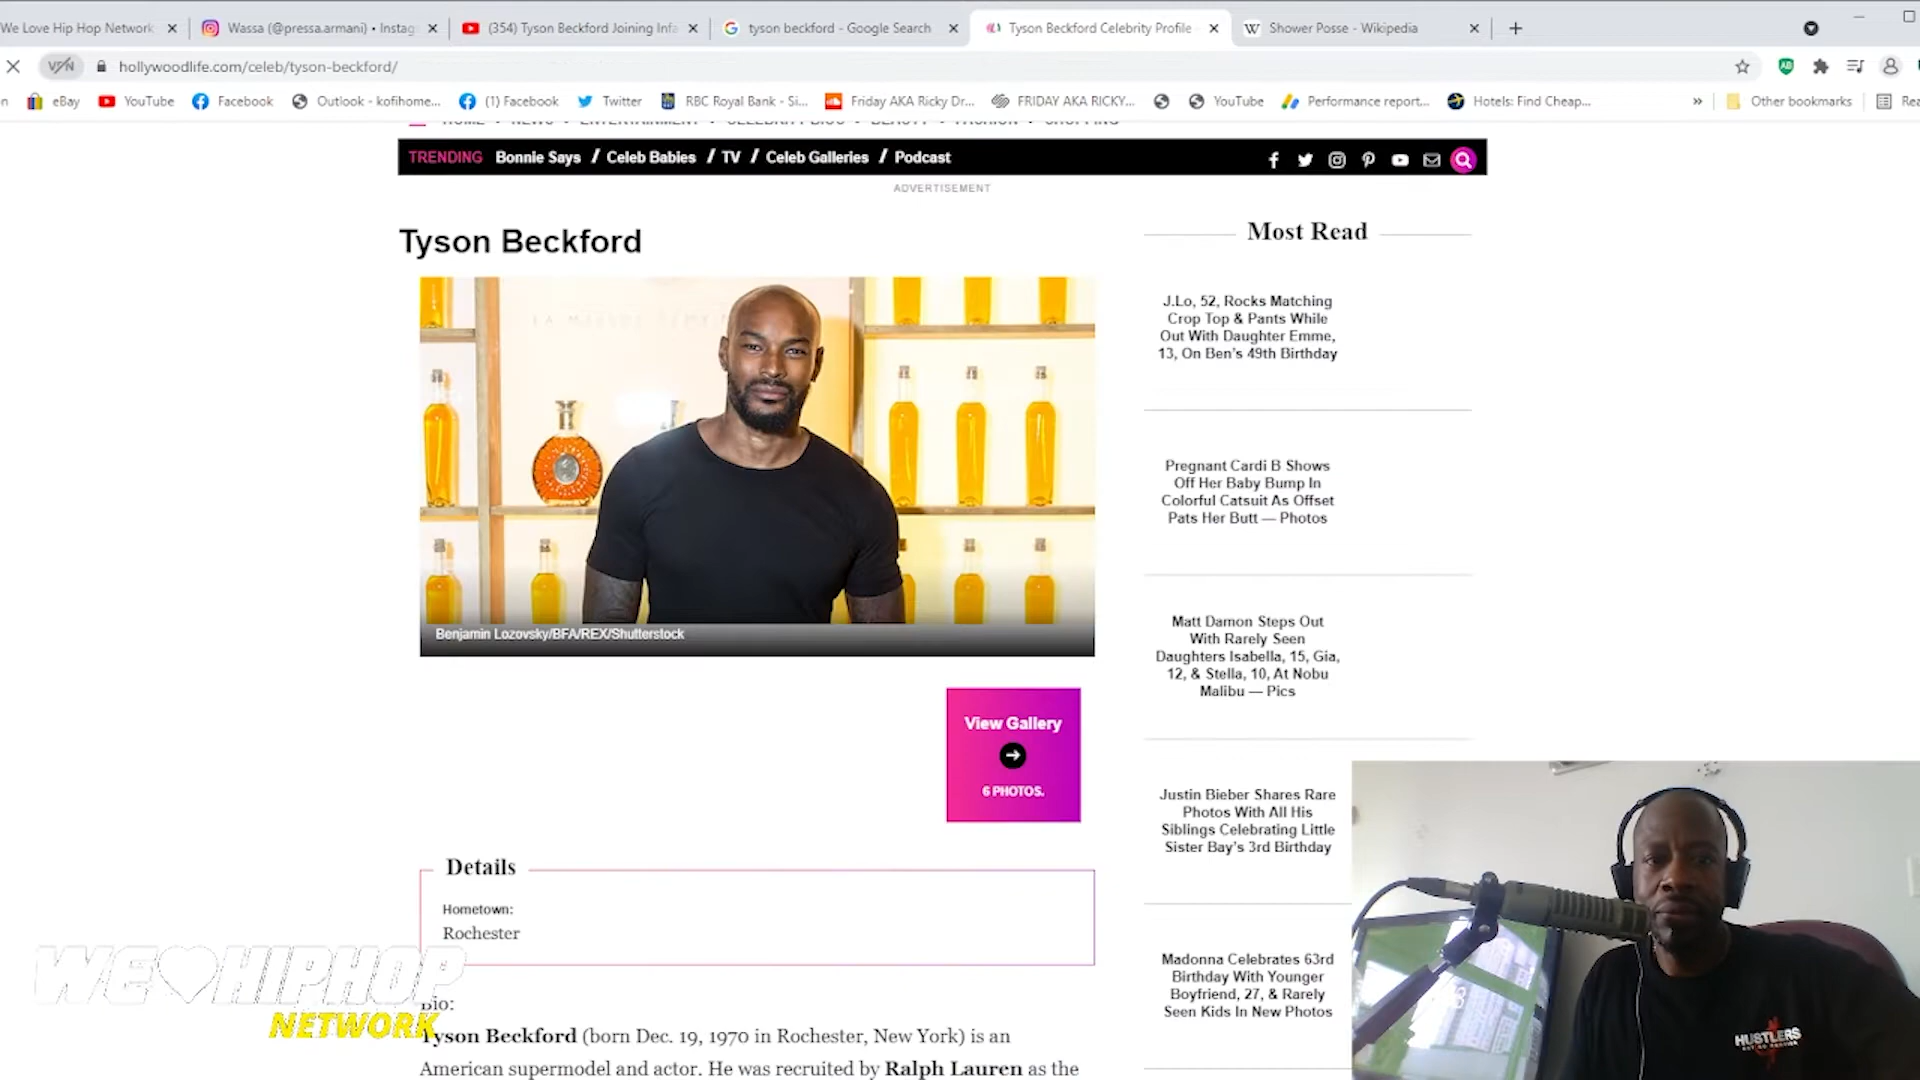 We Love Hip Hop Network
Wassa (@pressa.armani) • Instag
(354) Tyson Beckford Joining Infa
tyson beckford - Google Search
Tyson Beckford Celebrity Profile -
Shower Posse - Wikipedia
VPN
hollywoodlife.com/celeb/tyson-beckford/
eBay
YouTube
Facebook
Outlook - kofihome...
(1) Facebook
Twitter
RBC Royal Bank - Si...
Friday AKA Ricky Dr...
FRIDAY AKA RICKY...
YouTube
Performance report...
Hotels: Find Cheap...
»
Other bookmarks
Rea
HOME • NEWS • ENTERTAINMENT • CELEBRITY BIOS • BEAUTY • FASHION • SHOPPING
TRENDING Bonnie Says / Celeb Babies / TV / Celeb Galleries / Podcast
ADVERTISEMENT
Tyson Beckford
Benjamin Lozovsky/BFA/REX/Shutterstock
View Gallery
6 PHOTOS.
Details
Hometown:
Rochester
Bio:
Tyson Beckford (born Dec. 19, 1970 in Rochester, New York) is an
American supermodel and actor. He was recruited by Ralph Lauren as the
Most Read
J.Lo, 52, Rocks Matching
Crop Top & Pants While
Out With Daughter Emme,
13, On Ben's 49th Birthday
Pregnant Cardi B Shows
Off Her Baby Bump In
Colorful Catsuit As Offset
Pats Her Butt — Photos
Matt Damon Steps Out
With Rarely Seen
Daughters Isabella, 15, Gia,
12, & Stella, 10, At Nobu
Malibu — Pics
Justin Bieber Shares Rare
Photos With All His
Siblings Celebrating Little
Sister Bay's 3rd Birthday
Madonna Celebrates 63rd
Birthday With Younger
Boyfriend, 27, & Rarely
Seen Kids In New Photos
WE HIPHOP
NETWORK
HUSTLERS